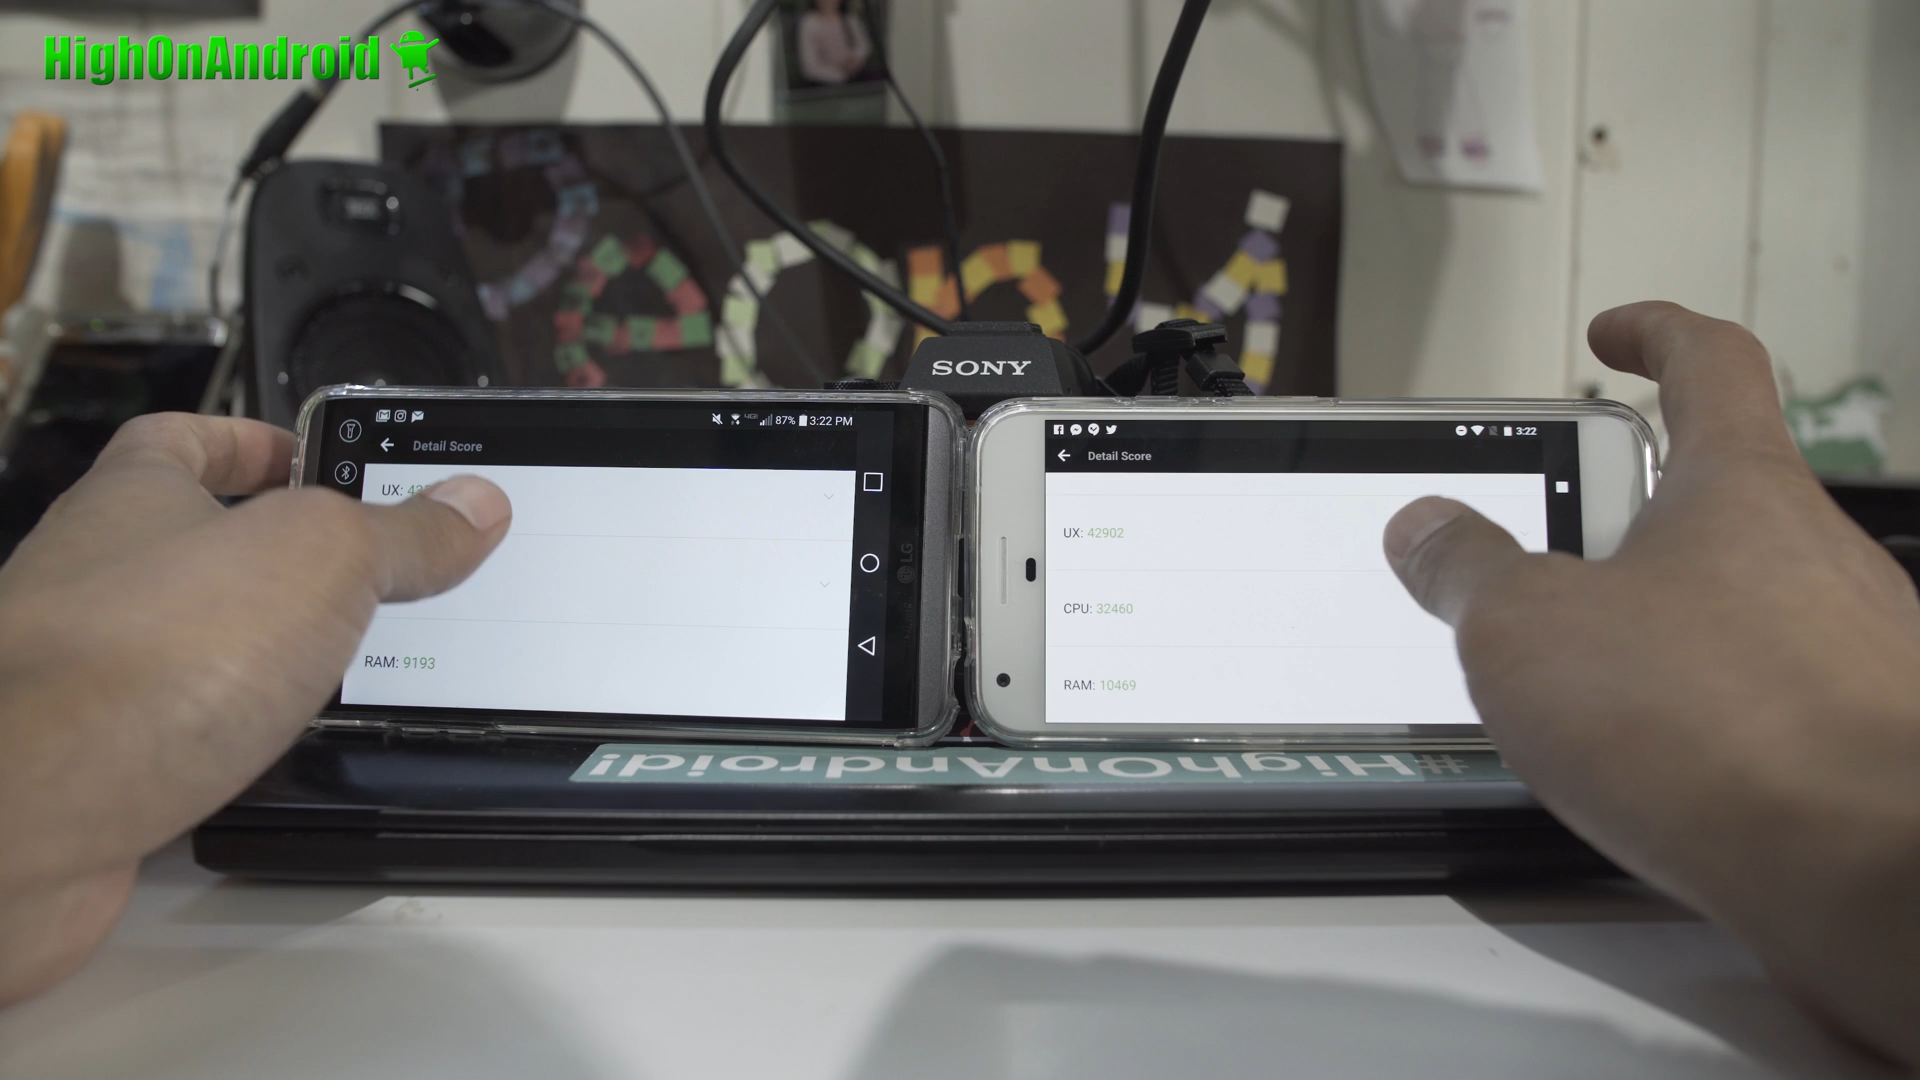 HighOnAndroid
SONY
87% 3:22 PM
Detail Score
UX:
RAM: 9193
LG
3:22
Detail Score
UX: 42902
CPU: 32460
RAM: 10469
#HighOnAndroid!